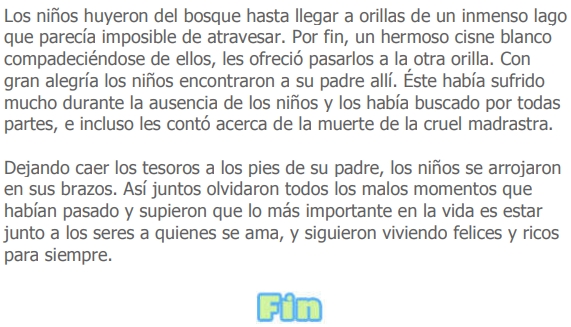 Los niños huyeron del bosque hasta llegar a orillas de un inmenso lago
que parecía imposible de atravesar. Por fin, un hermoso cisne blanco
compadeciéndose de ellos, les ofreció pasarlos a la otra orilla. Con
gran alegría los niños encontraron a su padre allí. Éste había sufrido
mucho durante la ausencia de los niños y los había buscado por todas
partes, e incluso les contó acerca de la muerte de la cruel madrastra.
Dejando caer los tesoros a los pies de su padre, los niños se arrojaron
en sus brazos. Así juntos olvidaron todos los malos momentos que
habían pasado y supieron que lo más importante en la vida es estar
junto a los seres a quienes se ama, y siguieron viviendo felices y ricos
para siempre.
Fin